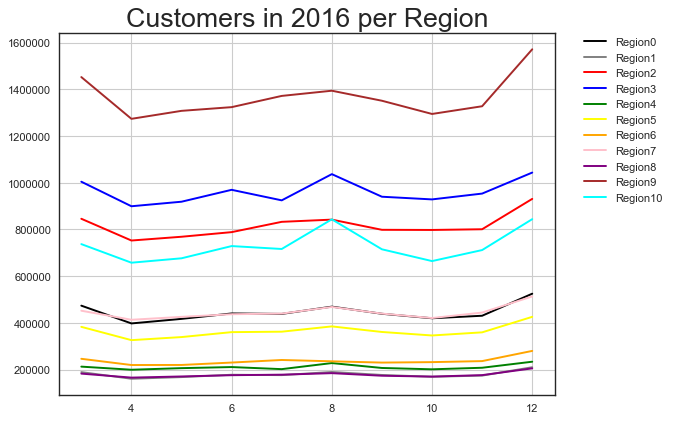 Customers in 2016 per Region
1600000
1400000
1200000
1000000
800000
600000
400000
200000
4
6
8
10
12
Region0
Region1
Region2
Region3
Region4
Region5
Region6
Region7
Region8
Region9
Region10